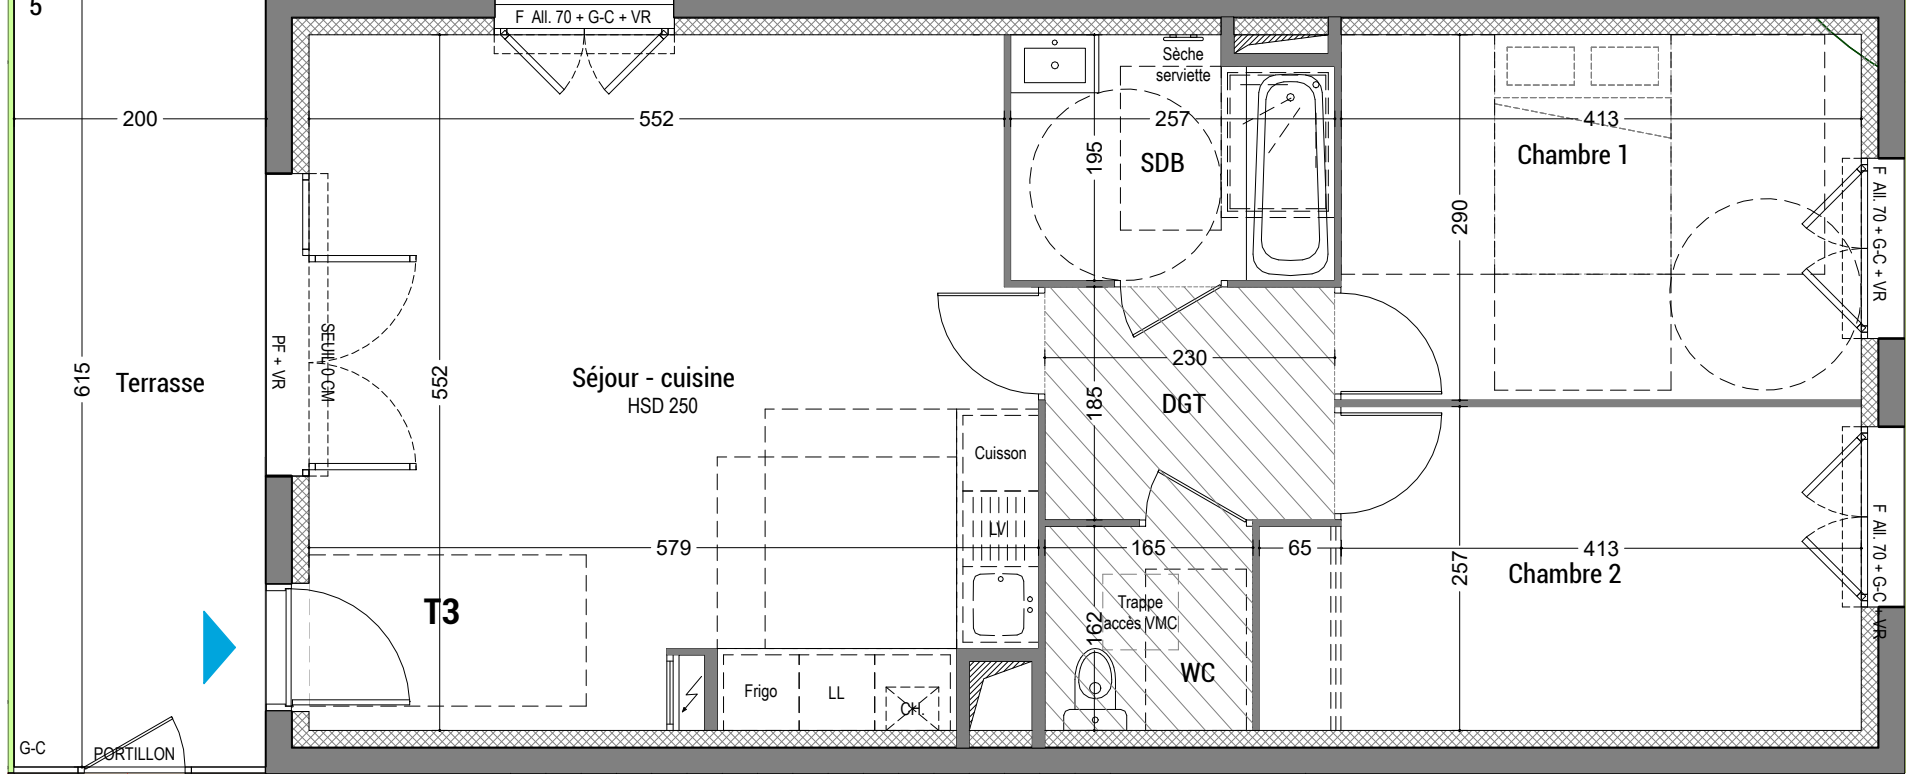 5
F All. 70 + G-C + VR
Sèche
serviette
200
552
257
413
SDB
195
Chambre 1
290
F All. 70 + G-C + VR
PF + VR
SEUIL 0 CM
615
Terrasse
552
Séjour - cuisine
HSD 250
230
DGT
185
Cuisson
LV
579
165
65
413
257
Chambre 2
F All. 70 + G-C + VR
T3
Trappe
accès VMC
162
WC
Frigo
LL
CH.
G-C
PORTILLON